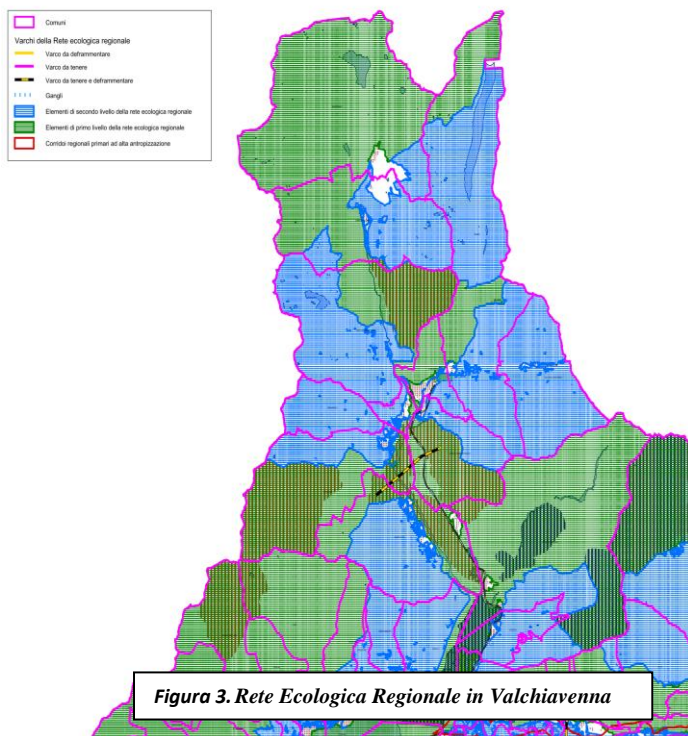 Comuni
Varchi della Rete ecologica regionale
Varco da deframmentare
Varco da tenere
Varco da tenere e deframmentare
Gangli
Elementi di secondo livello della rete ecologica regionale
Elementi di primo livello della rete ecologica regionale
Corridoi regionali primari ad alta antropizzazione
Figura 3. Rete Ecologica Regionale in Valchiavenna